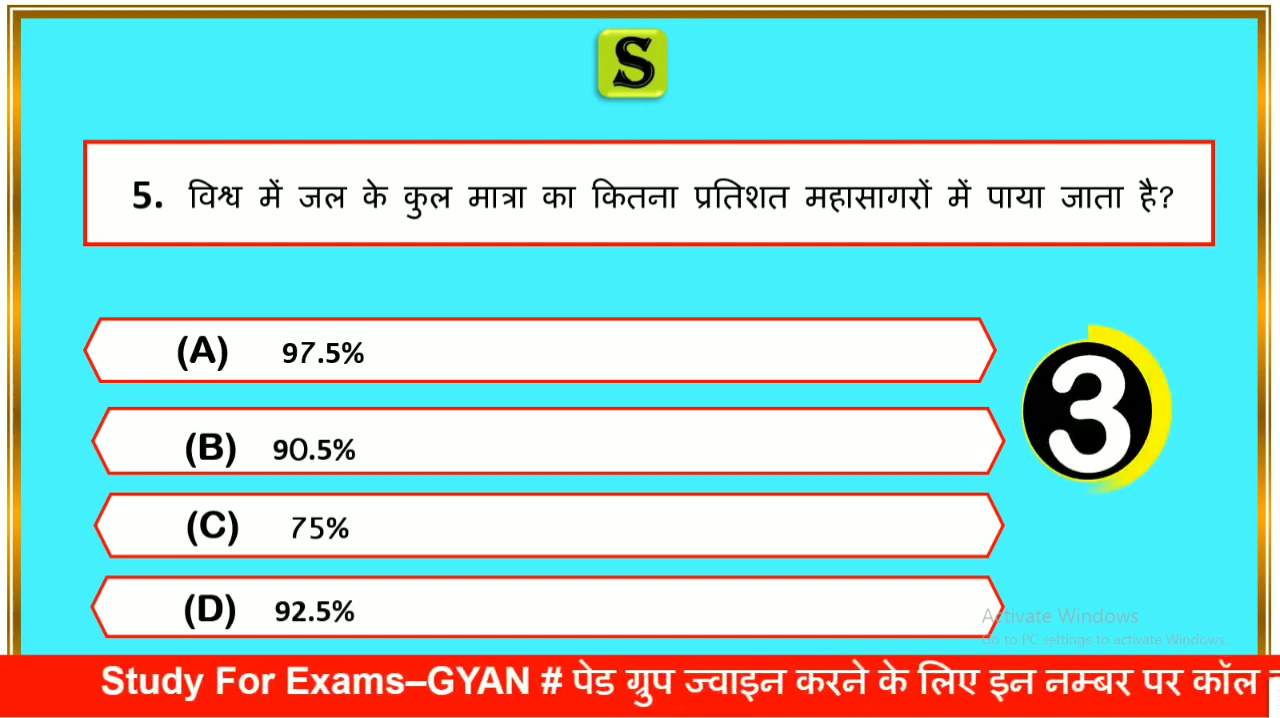 S
5. विश्व में जल के कुल मात्रा का कितना प्रतिशत महासागरों में पाया जाता है?
(A) 97.5%
3
(B) 90.5%
(C) 75%
(D) 92.5%
Activate Windows
Go to PC settings to activate Windows.
Study For Exams–GYAN # पेड ग्रुप ज्वाइन करने के लिए इन नम्बर पर कॉल